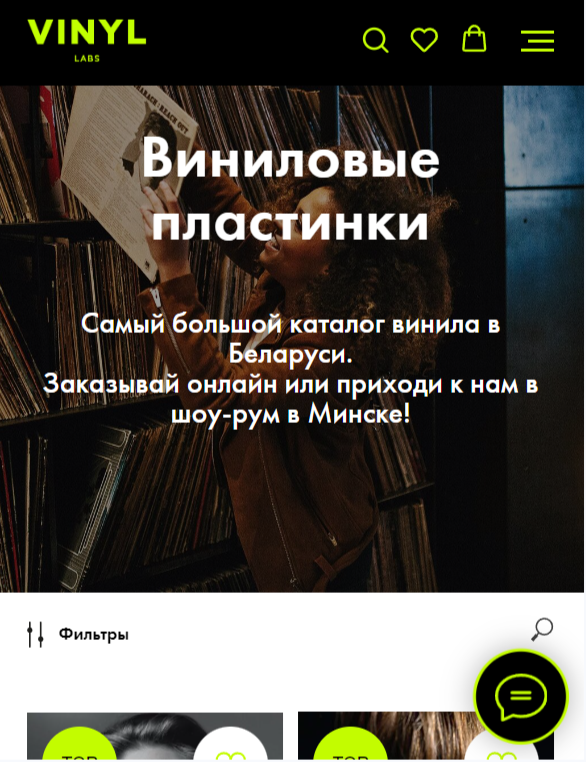 VINYL
LABS
Виниловые
пластинки
Самый большой каталог винила в
Беларуси.
Заказывай онлайн или приходи к нам в
шоу-рум в Минске!
Фильтры